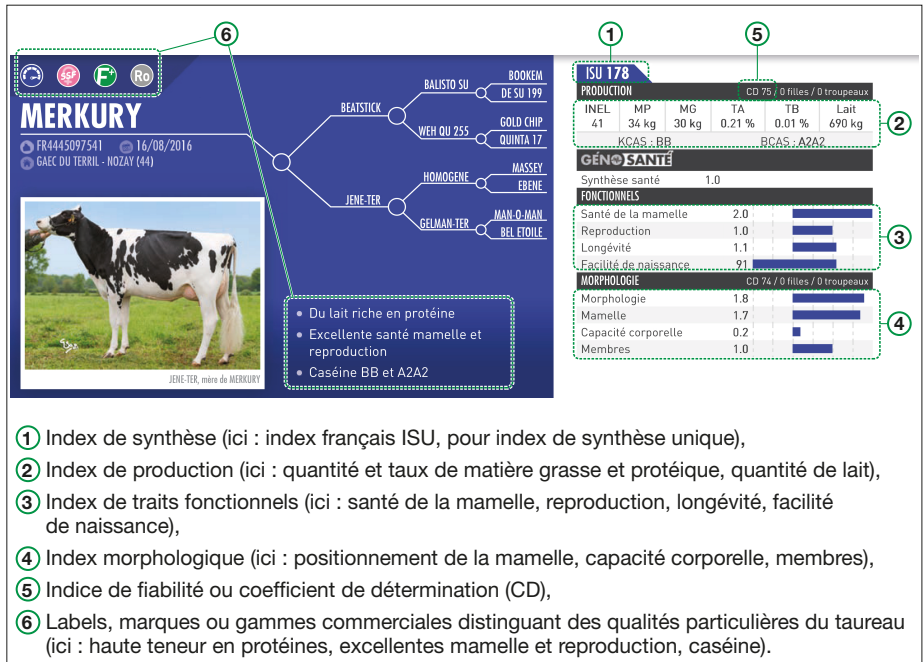 6
1
5
SSF
F+
Ro
MERKURY
FR4445097541 16/08/2016
GAEC DU TERRIL - NOZAY (44)
BEATSTICK
JENE-TER
BALISTO SU
WEH QU 255
HOMOGENE
GELMAN-TER
BOOKEM
DE SU 199
GOLD CHIP
QUINTA 17
MASSEY
EBENE
MAN-O-MAN
BEL ETOILE
JENE-TER, mère de MERKURY
• Du lait riche en protéine
• Excellente santé mamelle et
reproduction
• Caséine BB et A2A2
ISU 178
PRODUCTION CD 75 / 0 filles / 0 troupeaux
INEL MP MG TA TB Lait
41 34 kg 30 kg 0.21 % 0.01 % 690 kg
2
KCAS : BB BCAS : A2A2
GÉNO SANTÉ
Synthèse santé 1.0
FONCTIONNELS
Santé de la mamelle 2.0
Reproduction 1.0
3
Longévité 1.1
Facilité de naissance 91
MORPHOLOGIE CD 74 / 0 filles / 0 troupeaux
Morphologie 1.8
Mamelle 1.7
4
Capacité corporelle 0.2
Membres 1.0
1 Index de synthèse (ici : index français ISU, pour index de synthèse unique),
2 Index de production (ici : quantité et taux de matière grasse et protéique, quantité de lait),
3 Index de traits fonctionnels (ici : santé de la mamelle, reproduction, longévité, facilité
de naissance),
4 Index morphologique (ici : positionnement de la mamelle, capacité corporelle, membres),
5 Indice de fiabilité ou coefficient de détermination (CD),
6 Labels, marques ou gammes commerciales distinguant des qualités particulières du taureau
(ici : haute teneur en protéines, excellentes mamelle et reproduction, caséine).